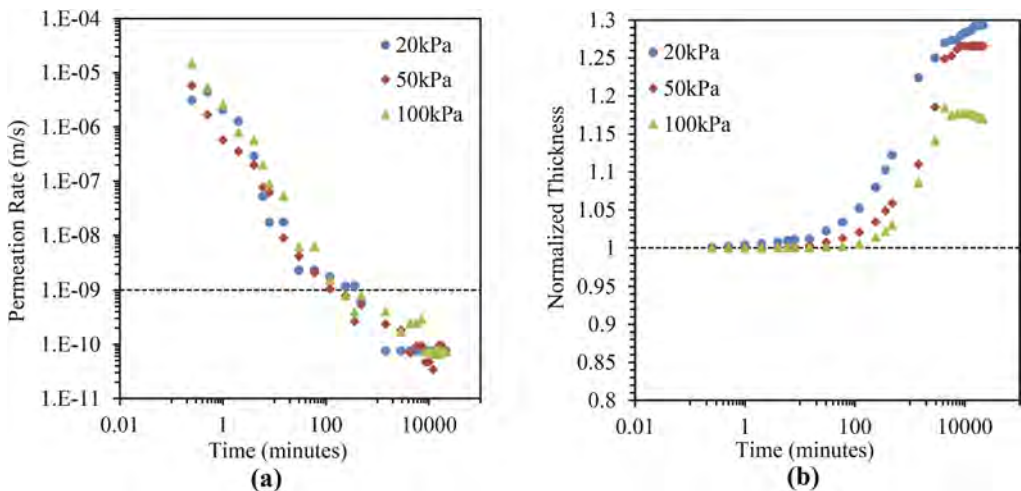 1.E-04
1.E-05
1.E-06
1.E-07
1.E-08
1.E-09
1.E-10
1.E-11
Permeation Rate (m/s)
20kPa
50kPa
100kPa
0.01
1
100
10000
Time (minutes)
(a)
1.3
1.25
1.2
1.15
1.1
1.05
1
0.95
0.9
0.85
0.8
Normalized Thickness
20kPa
50kPa
100kPa
0.01
1
100
10000
Time (minutes)
(b)